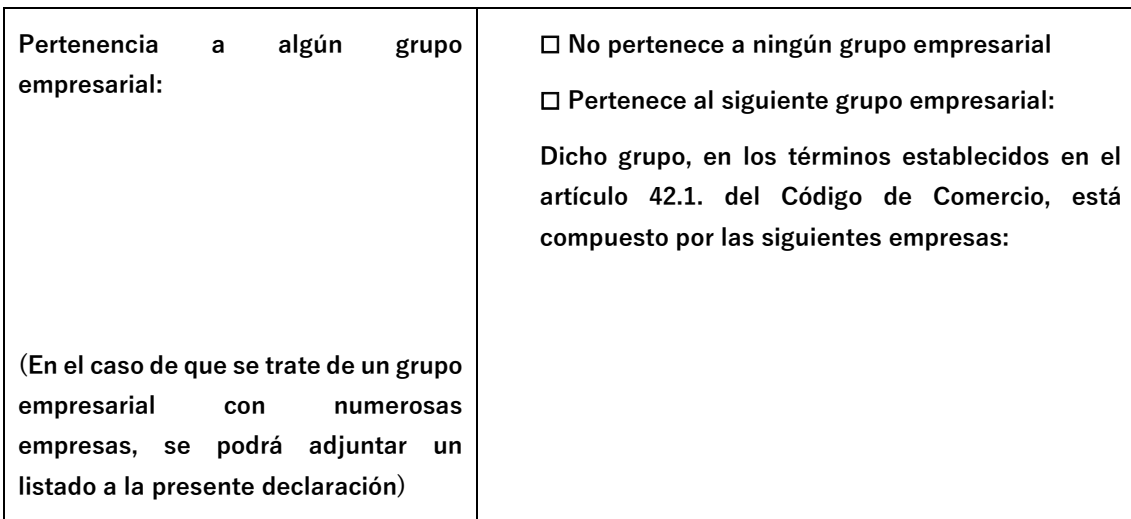 Pertenencia a algún grupo
empresarial:
(En el caso de que se trate de un grupo
empresarial con numerosas
empresas, se podrá adjuntar un
listado a la presente declaración)
☐ No pertenece a ningún grupo empresarial
☐ Pertenece al siguiente grupo empresarial:
Dicho grupo, en los términos establecidos en el
artículo 42.1. del Código de Comercio, está
compuesto por las siguientes empresas: